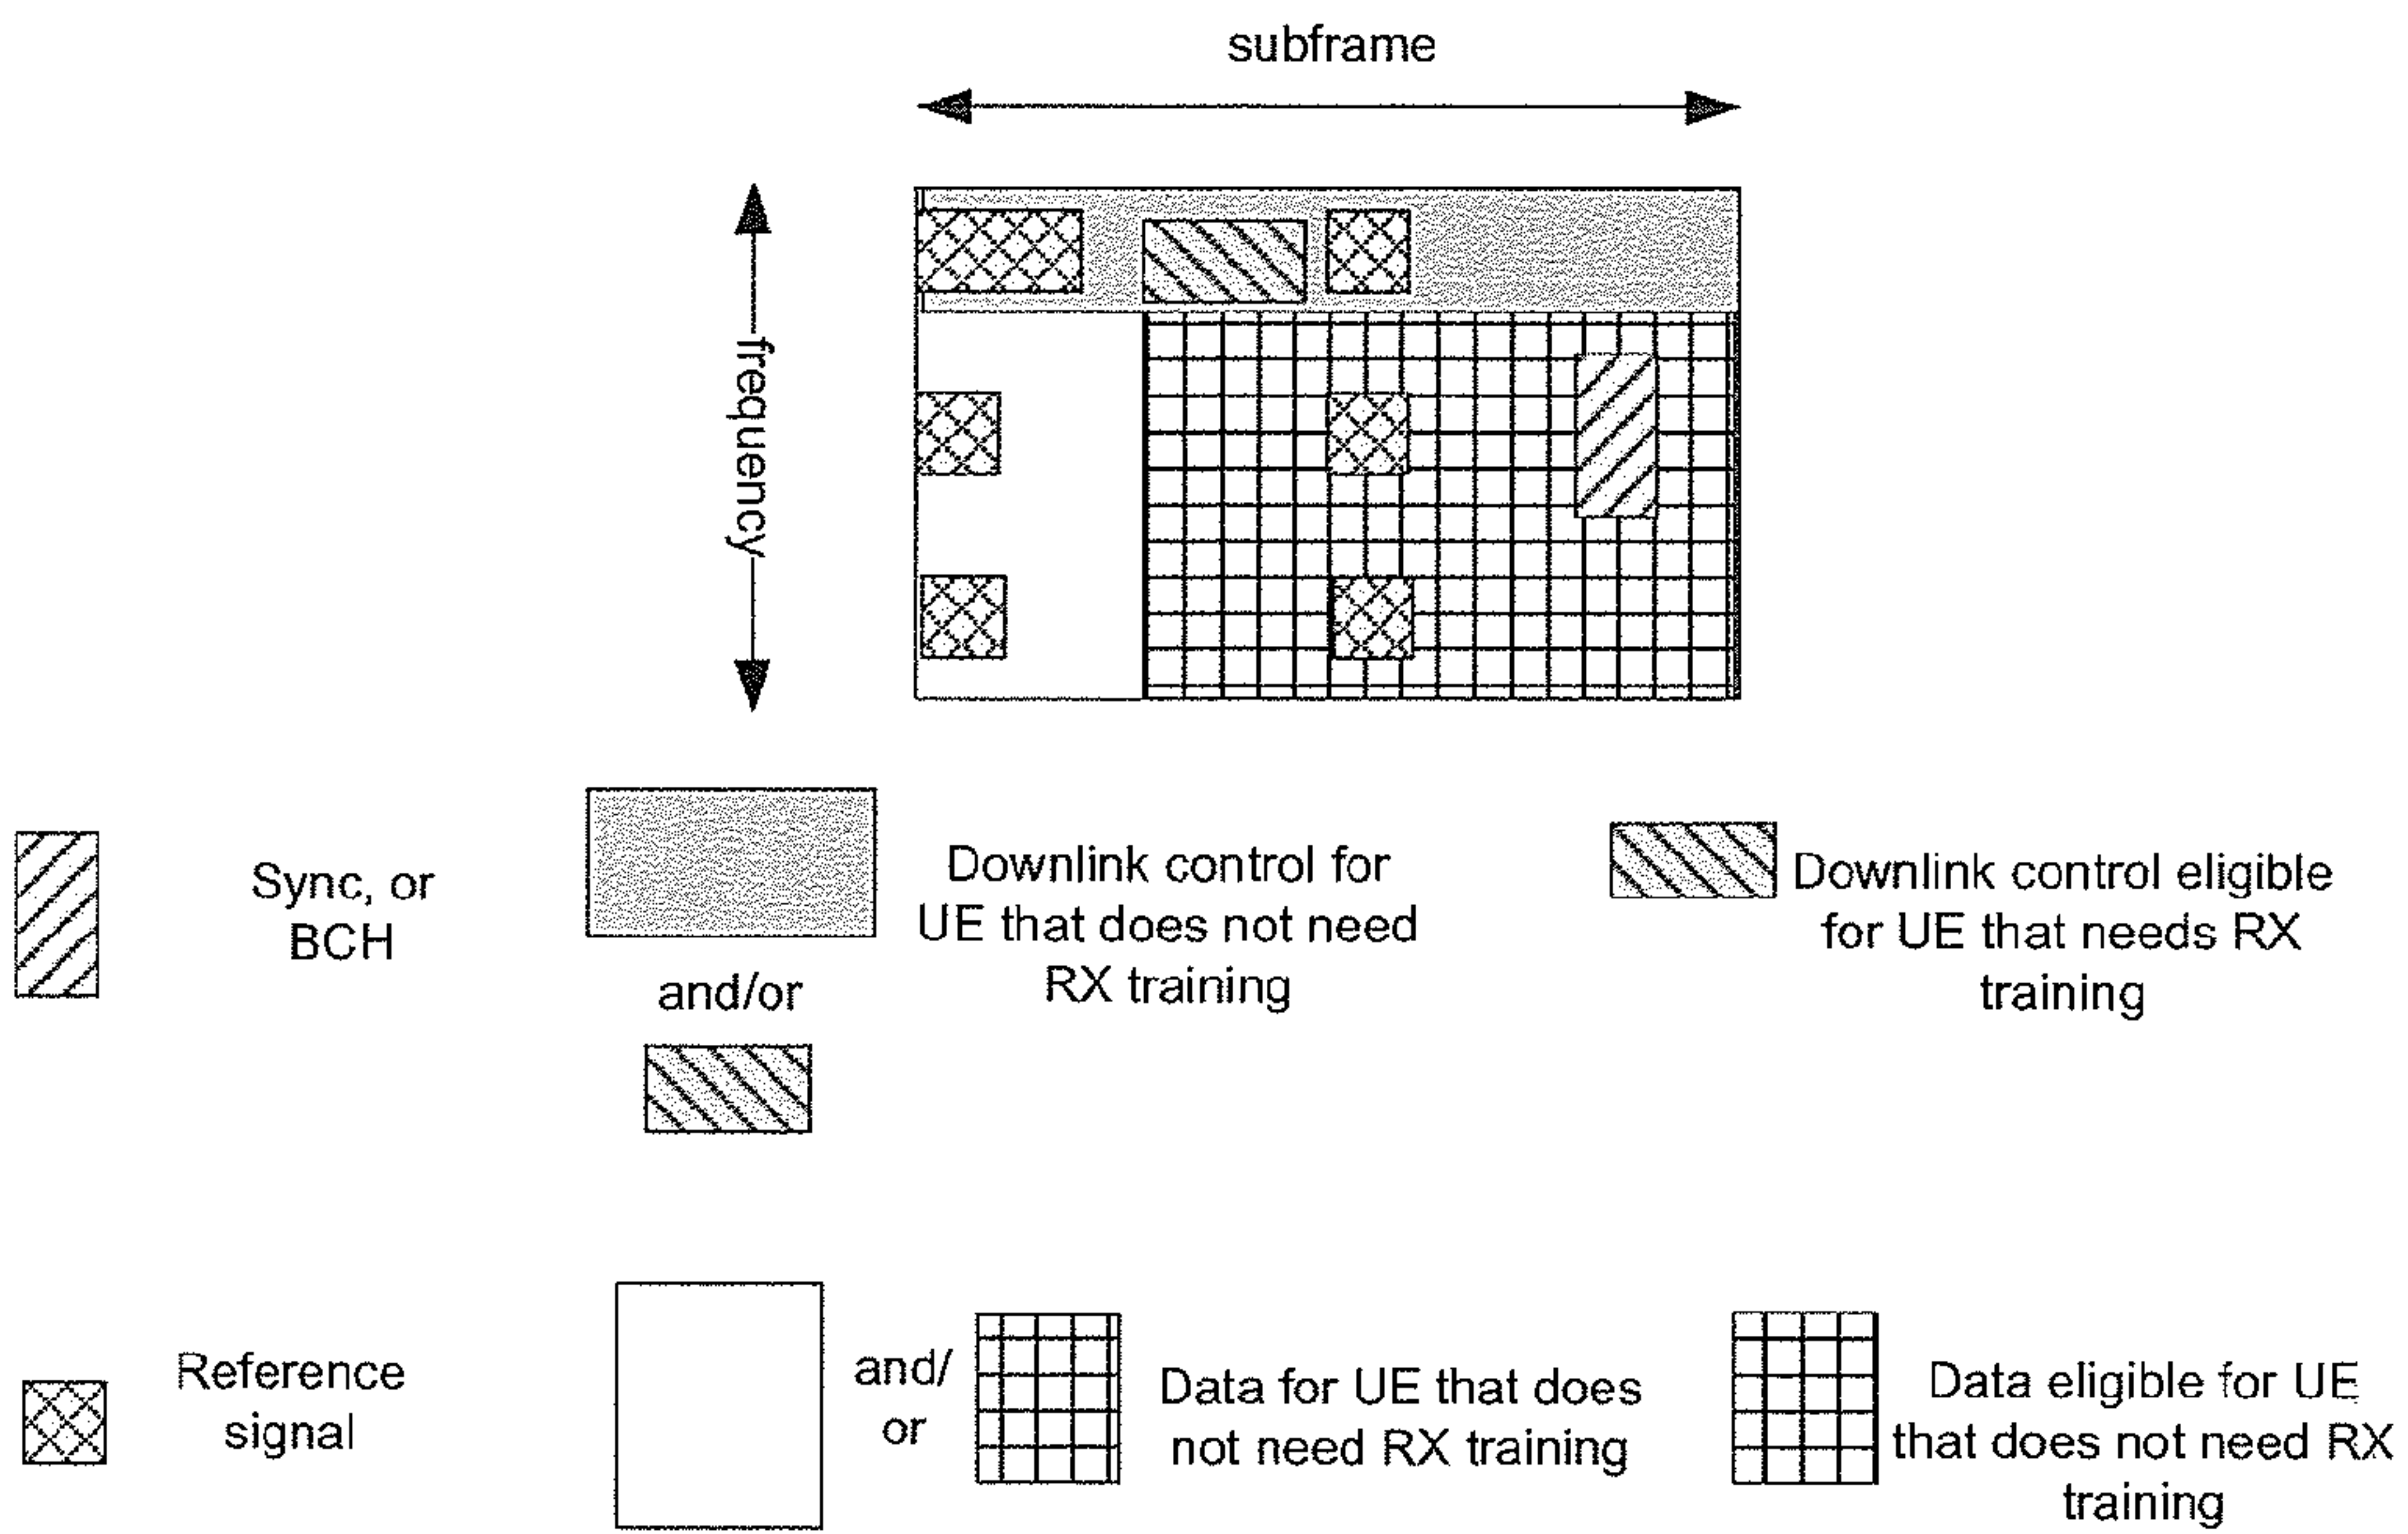 subframe
frequency
Sync, or
BCH
and/or
Downlink control for
UE that does not need
RX training
Downlink control eligible
for UE that needs RX
training
Reference
signal
and/
or
Data for UE that does
not need RX training
Data eligible for UE
that does not need RX
training